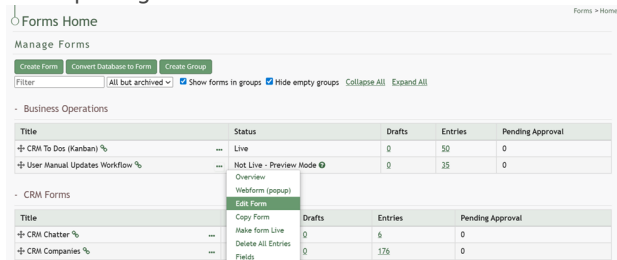 Forms > Home
Forms Home
Manage Forms
Create Form Convert Database to Form Create Group
Filter All but archived Show forms in groups Hide empty groups Collapse All Expand All
- Business Operations
Title Status Drafts Entries Pending Approval
CRM To Dos (Kanban) ... Live 0 50 0
User Manual Updates Workflow ... Not Live - Preview Mode 0 35 0
Overview
Webform (popup)
- CRM Forms
Edit Form
Copy Form
Title Drafts Entries Pending Approval
Make form Live
CRM Chatter ... 0 6 0
Delete All Entries
CRM Companies ... 0 176 0
Fields